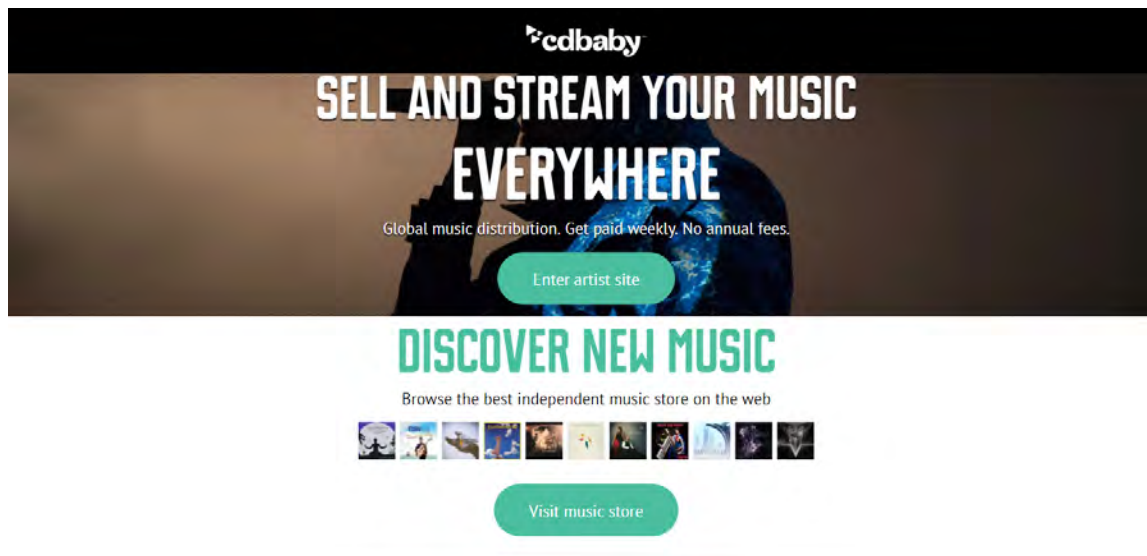 cdbaby
SELL AND STREAM YOUR MUSIC
EVERYWHERE
Global music distribution. Get paid weekly. No annual fees.
Enter artist site
DISCOVER NEW MUSIC
Browse the best independent music store on the web
Visit music store